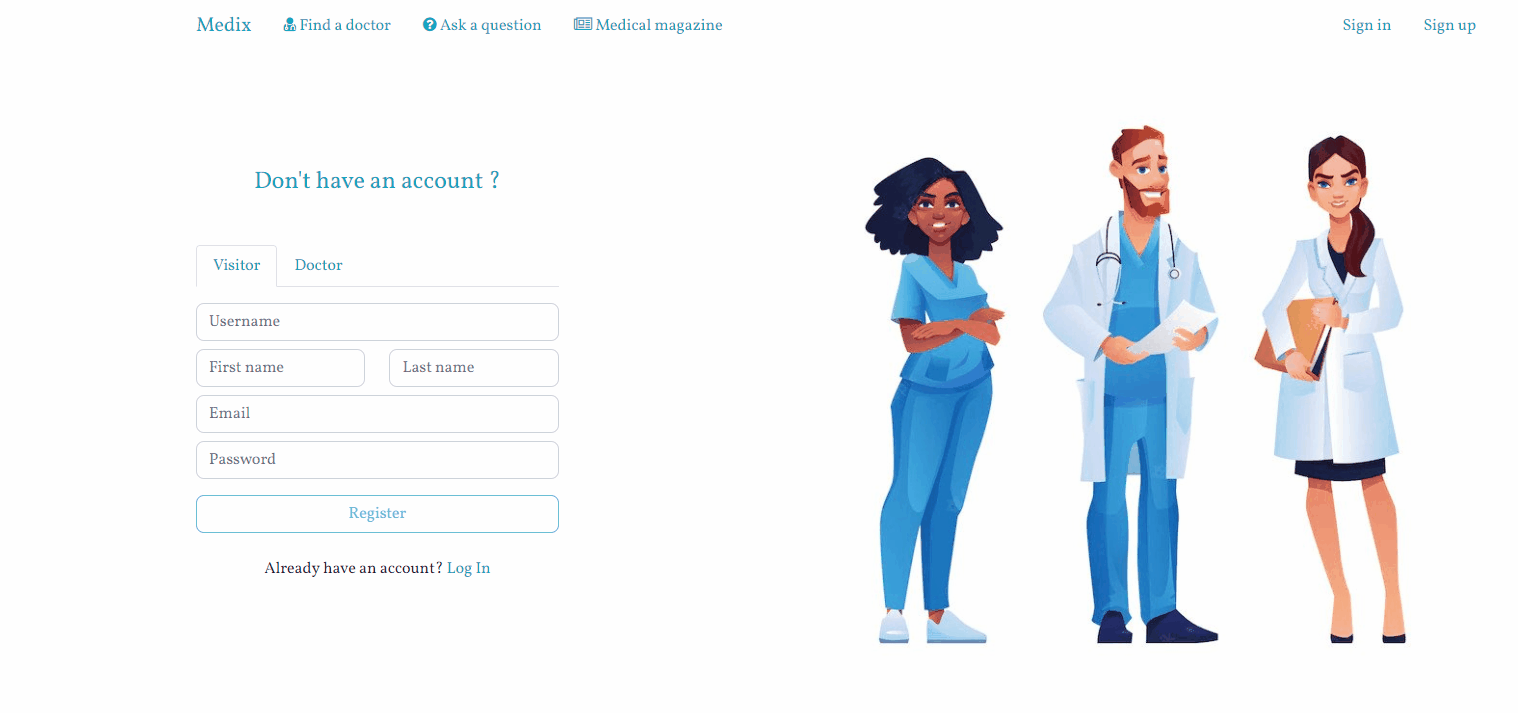 Medix Find a doctor Ask a question Medical magazine Sign in Sign up
Don't have an account ?
Visitor Doctor
Username
First name Last name
Email
Password
Register
Already have an account? Log In